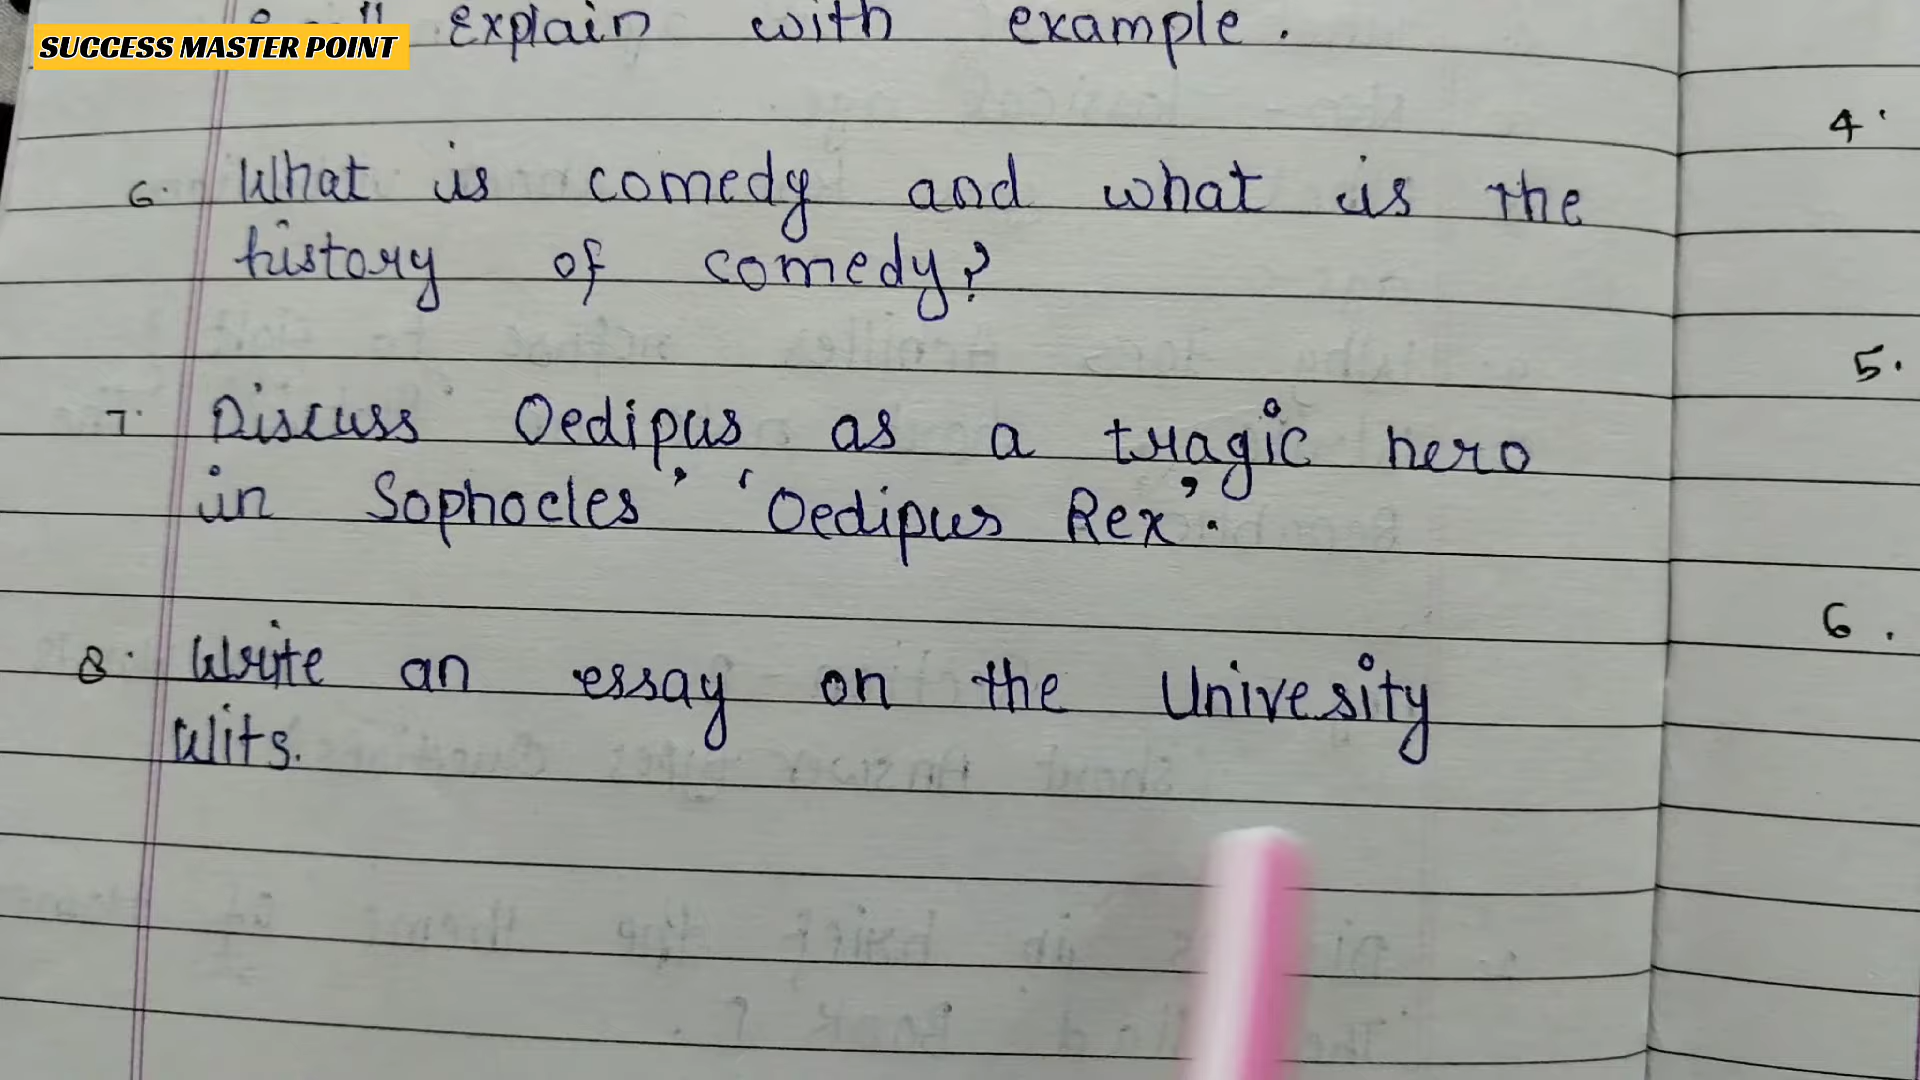 SUCCESS MASTER POINT
explain with example.
6. What is comedy and what is the
history of comedy?
7. Discuss Oedipus as a tragic hero
in Sophocles' 'Oedipus Rex'.
8. Write an essay on the Univesity
Wits.
4.
5.
6.